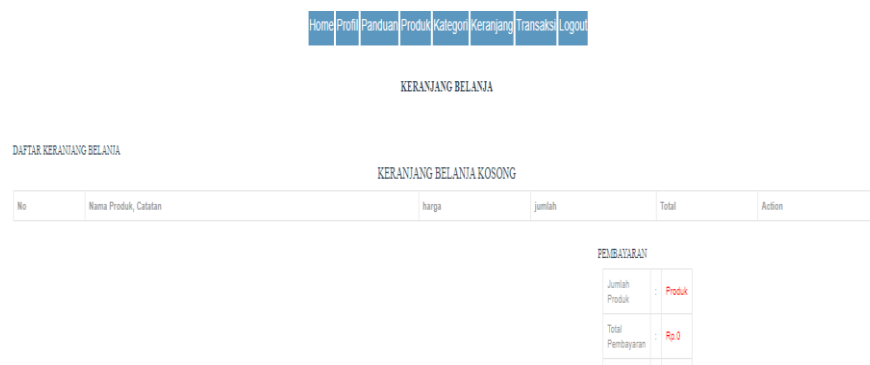 Home Profil Panduan Produk Kategori Keranjang Transaksi Logout
KERANJANG BELANJA
DAFTAR KERANJANG BELANJA
KERANJANG BELANJA KOSONG
No Nama Produk, Catatan harga jumlah Total Action
PEMBAYARAN
Jumlah
Produk : Produk
Total
Pembayaran : Rp.0